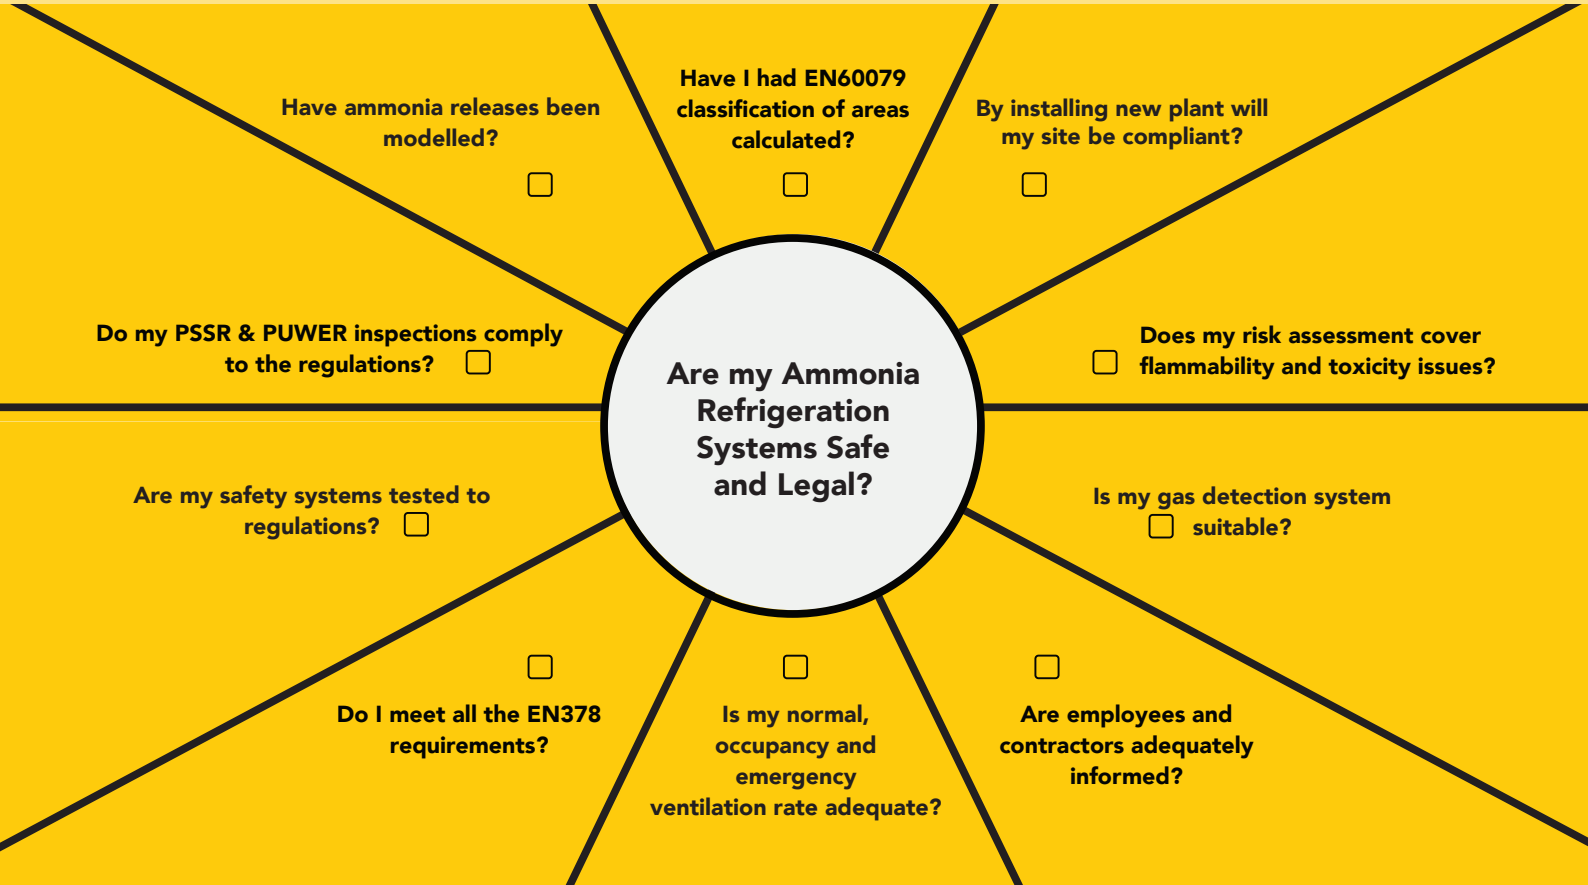 Have ammonia releases been
modelled?
Have I had EN60079
classification of areas
calculated?
By installing new plant will
my site be compliant?
Do my PSSR & PUWER inspections comply
to the regulations?
Are my Ammonia
Refrigeration
Systems Safe
and Legal?
Does my risk assessment cover
flammability and toxicity issues?
Are my safety systems tested to
regulations?
Is my gas detection system
suitable?
Do I meet all the EN378
requirements?
Is my normal,
occupancy and
emergency
ventilation rate adequate?
Are employees and
contractors adequately
informed?